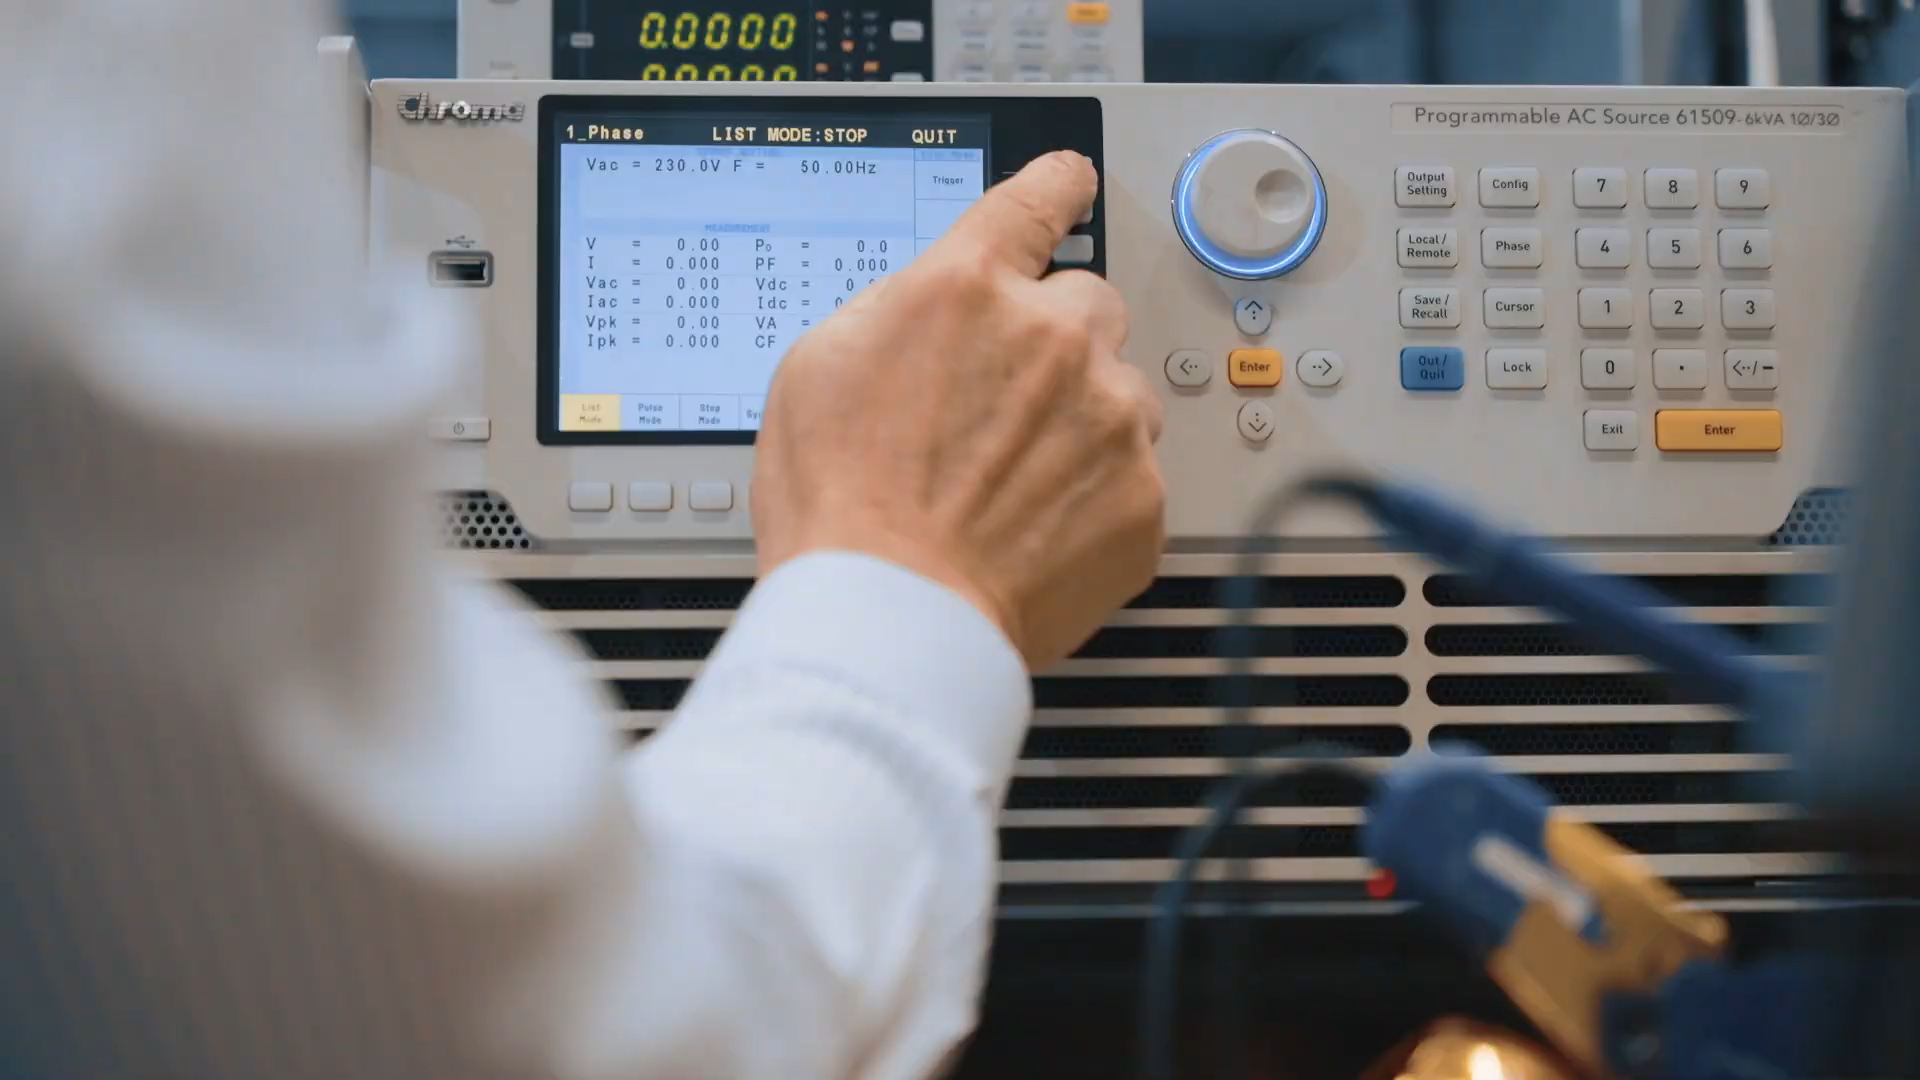 0.0000
Chroma
Programmable AC Source 61509-6kVA 1Ø/3Ø
1_Phase LIST MODE:STOP QUIT
Vac = 230.0V F = 50.00Hz
Trigger
MEASUREMENT
V = 0.00 Po = 0.0
I = 0.000 PF = 0.000
Vac = 0.00 Vdc = 0
Iac = 0.000 Idc = 0
Vpk = 0.00 VA =
Ipk = 0.000 CF
List Mode
Pulse Mode
Step Mode
Output Setting
Config
7
8
9
Local / Remote
Phase
4
5
6
Save / Recall
Cursor
1
2
3
Enter
Out / Quit
Lock
0
.
<··/ −
Exit
Enter